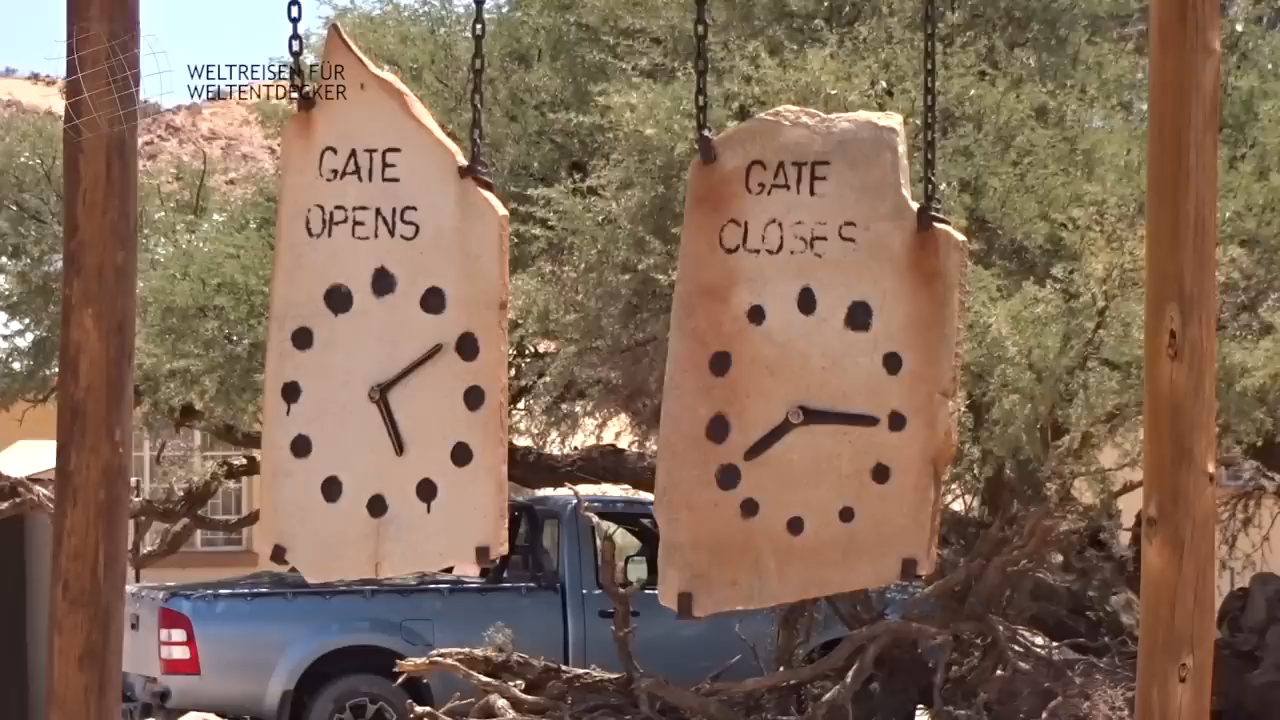 WELTREISEN FÜR
WELTENTDECKER
GATE
OPENS
GATE
CLOSES